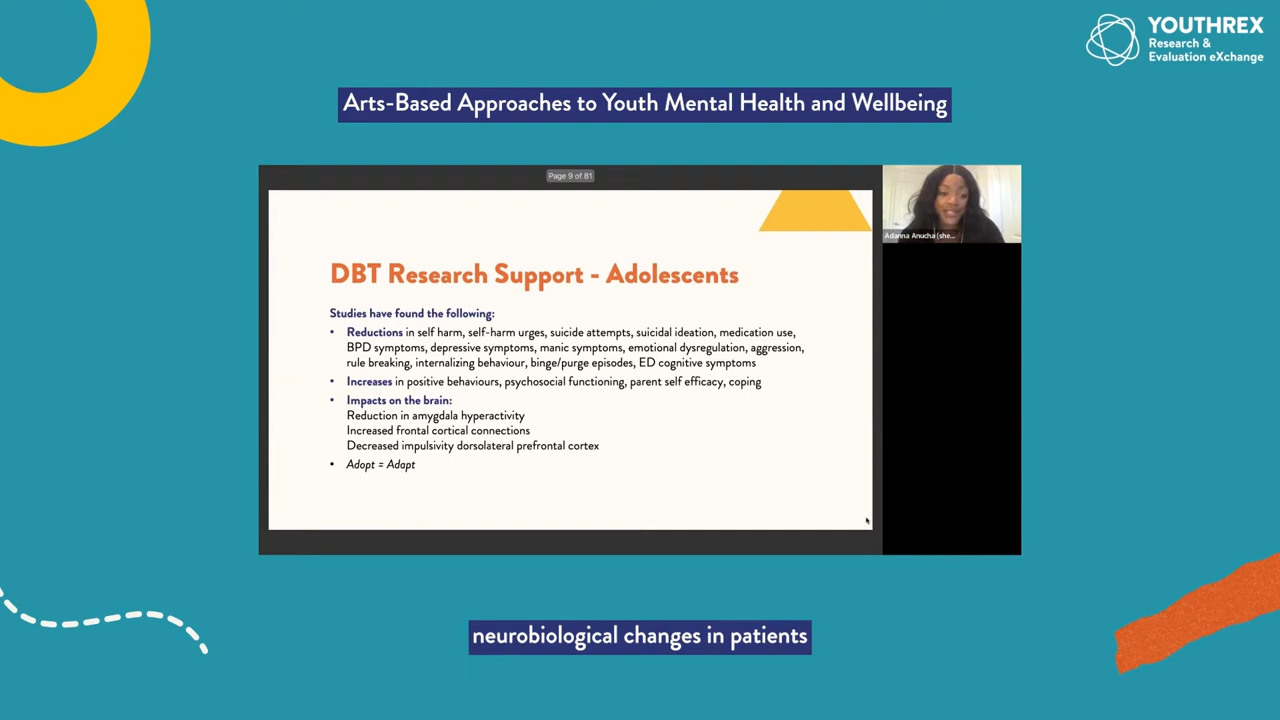 YOUTHREX
Research &
Evaluation eXchange
Arts-Based Approaches to Youth Mental Health and Wellbeing
Page 9 of 81
Adanna Anucha (she...
DBT Research Support - Adolescents
Studies have found the following:
• Reductions in self harm, self-harm urges, suicide attempts, suicidal ideation, medication use,
BPD symptoms, depressive symptoms, manic symptoms, emotional dysregulation, aggression,
rule breaking, internalizing behaviour, binge/purge episodes, ED cognitive symptoms
• Increases in positive behaviours, psychosocial functioning, parent self efficacy, coping
• Impacts on the brain:
Reduction in amygdala hyperactivity
Increased frontal cortical connections
Decreased impulsivity dorsolateral prefrontal cortex
• Adopt = Adapt
neurobiological changes in patients